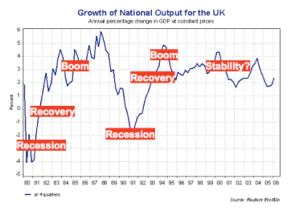 Growth of National Output for the UK
Annual percentage change in GDP at constant prices
Percent
6
5
4
3
2
1
0
-1
-2
-3
-4
-5
Boom
Recovery
Recession
Boom
Recovery
Recession
Stability?
80 81 82 83 84 85 86 87 88 89 90 91 92 93 94 95 96 97 98 99 00 01 02 03 04 05 06
Source: Reuters EcoWin